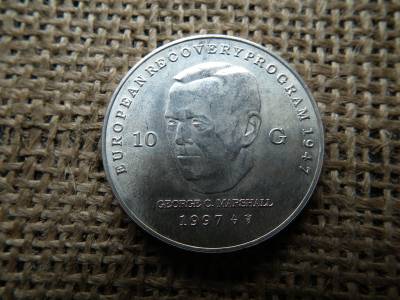 EUROPEAN RECOVERY PROGRAM 1947
10 G
GEORGE C. MARSHALL
1997